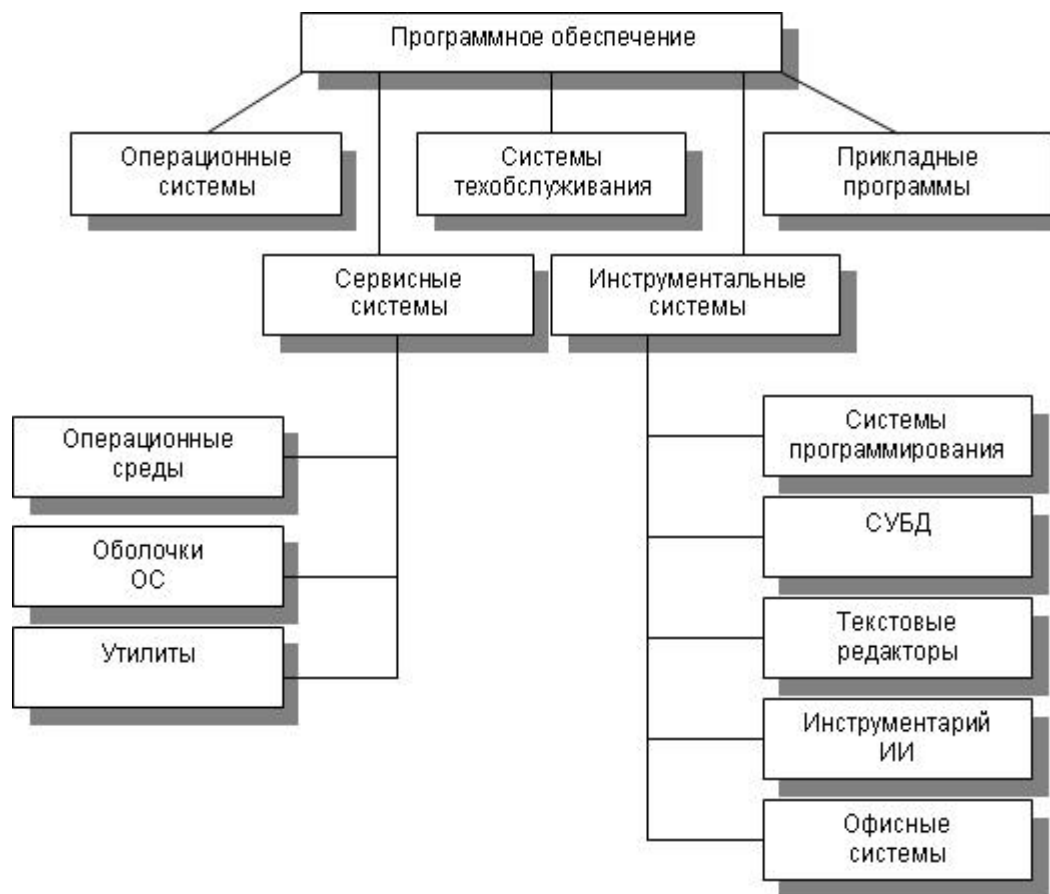 Программное обеспечение
Операционные
системы
Системы
техобслуживания
Прикладные
программы
Сервисные
системы
Инструментальные
системы
Операционные
среды
Оболочки
ОС
Утилиты
Системы
программирования
СУБД
Текстовые
редакторы
Инструментарий
ИИ
Офисные
системы